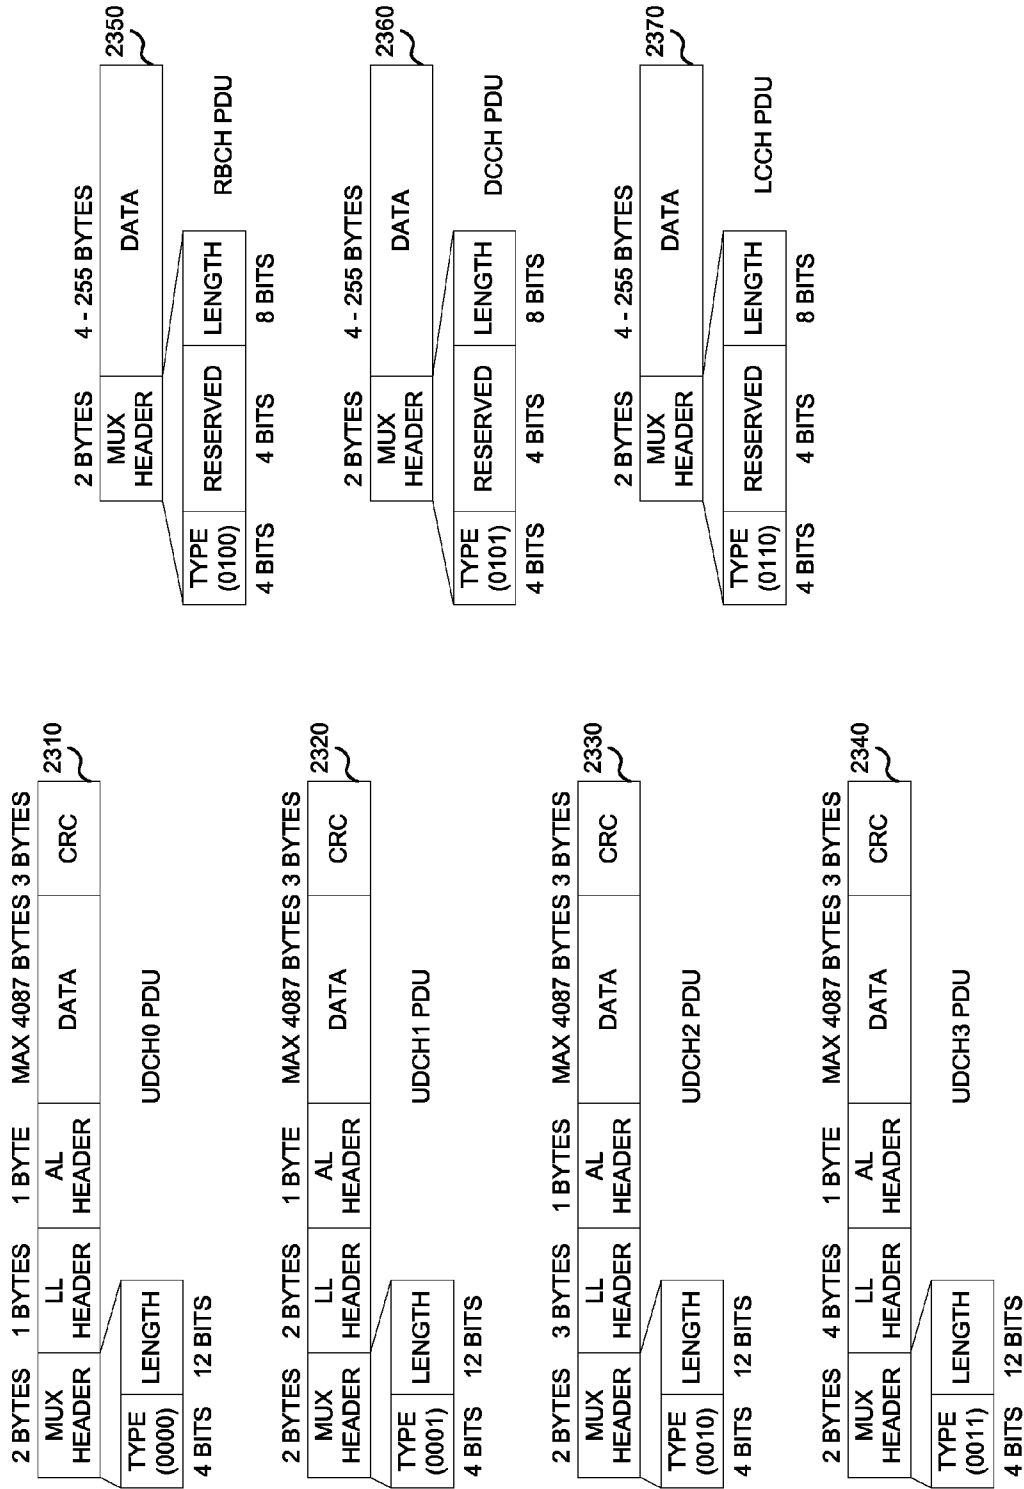 2 BYTES 1 BYTES 1 BYTE MAX 4087 BYTES 3 BYTES
MUX HEADER LL HEADER AL HEADER DATA CRC
2310
TYPE (0000) LENGTH
4 BITS 12 BITS
UDCH0 PDU
2 BYTES 2 BYTES 1 BYTE MAX 4087 BYTES 3 BYTES
MUX HEADER LL HEADER AL HEADER DATA CRC
2320
TYPE (0001) LENGTH
4 BITS 12 BITS
UDCH1 PDU
2 BYTES 3 BYTES 1 BYTES MAX 4087 BYTES 3 BYTES
MUX HEADER LL HEADER AL HEADER DATA CRC
2330
TYPE (0010) LENGTH
4 BITS 12 BITS
UDCH2 PDU
2 BYTES 4 BYTES 1 BYTE MAX 4087 BYTES 3 BYTES
MUX HEADER LL HEADER AL HEADER DATA CRC
2340
TYPE (0011) LENGTH
4 BITS 12 BITS
UDCH3 PDU
2 BYTES 4 - 255 BYTES
MUX HEADER DATA
2350
TYPE (0100) RESERVED LENGTH
4 BITS 4 BITS 8 BITS
RBCH PDU
2 BYTES 4 - 255 BYTES
MUX HEADER DATA
2360
TYPE (0101) RESERVED LENGTH
4 BITS 4 BITS 8 BITS
DCCH PDU
2 BYTES 4 - 255 BYTES
MUX HEADER DATA
2370
TYPE (0110) RESERVED LENGTH
4 BITS 4 BITS 8 BITS
LCCH PDU